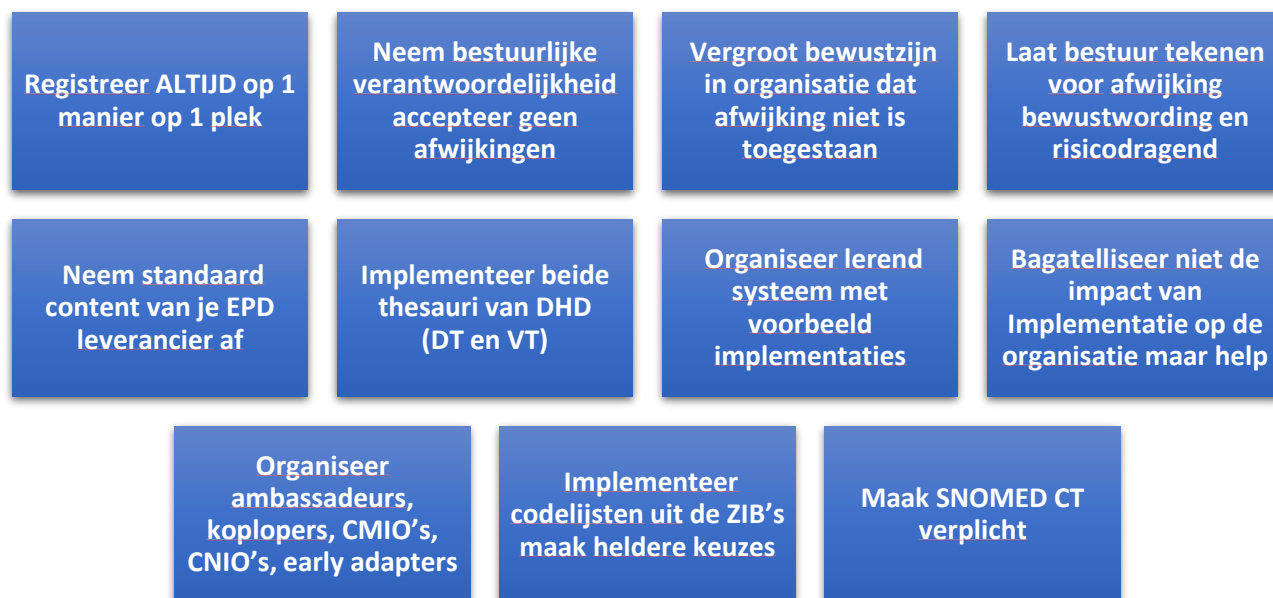 Registreer ALTIJD op 1
manier op 1 plek
Neem bestuurlijke
verantwoordelijkheid
accepteer geen
afwijkingen
Vergroot bewustzijn
in organisatie dat
afwijking niet is
toegestaan
Laat bestuur tekenen
voor afwijking
bewustwording en
risicodragend
Neem standaard
content van je EPD
leverancier af
Implementeer beide
thesauri van DHD
(DT en VT)
Organiseer lerend
systeem met
voorbeeld
implementaties
Bagatelliseer niet de
impact van
Implementatie op de
organisatie maar help
Organiseer
ambassadeurs,
koplopers, CMIO’s,
CNIO’s, early adapters
Implementeer
codelijsten uit de ZIB’s
maak heldere keuzes
Maak SNOMED CT
verplicht